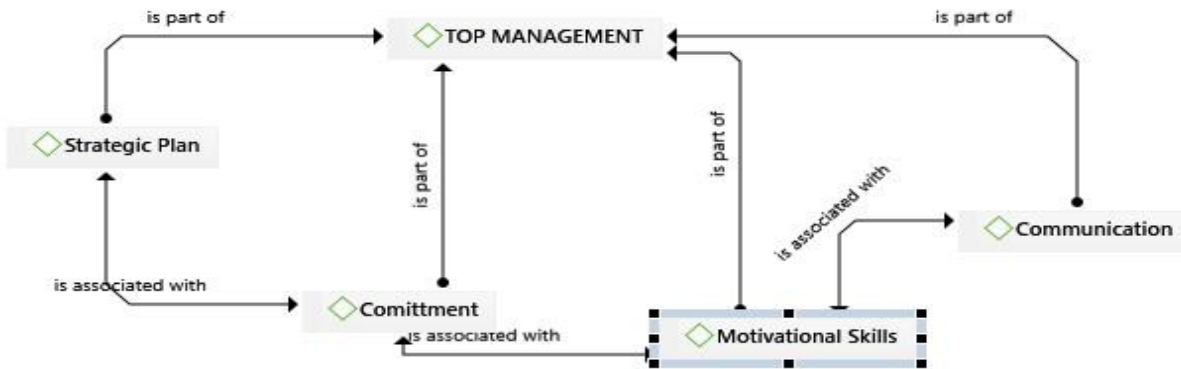 is part of
is part of
TOP MANAGEMENT
Strategic Plan
is part of
is part of
is associated with
Communication
is associated with
Comittment
is associated with
Motivational Skills